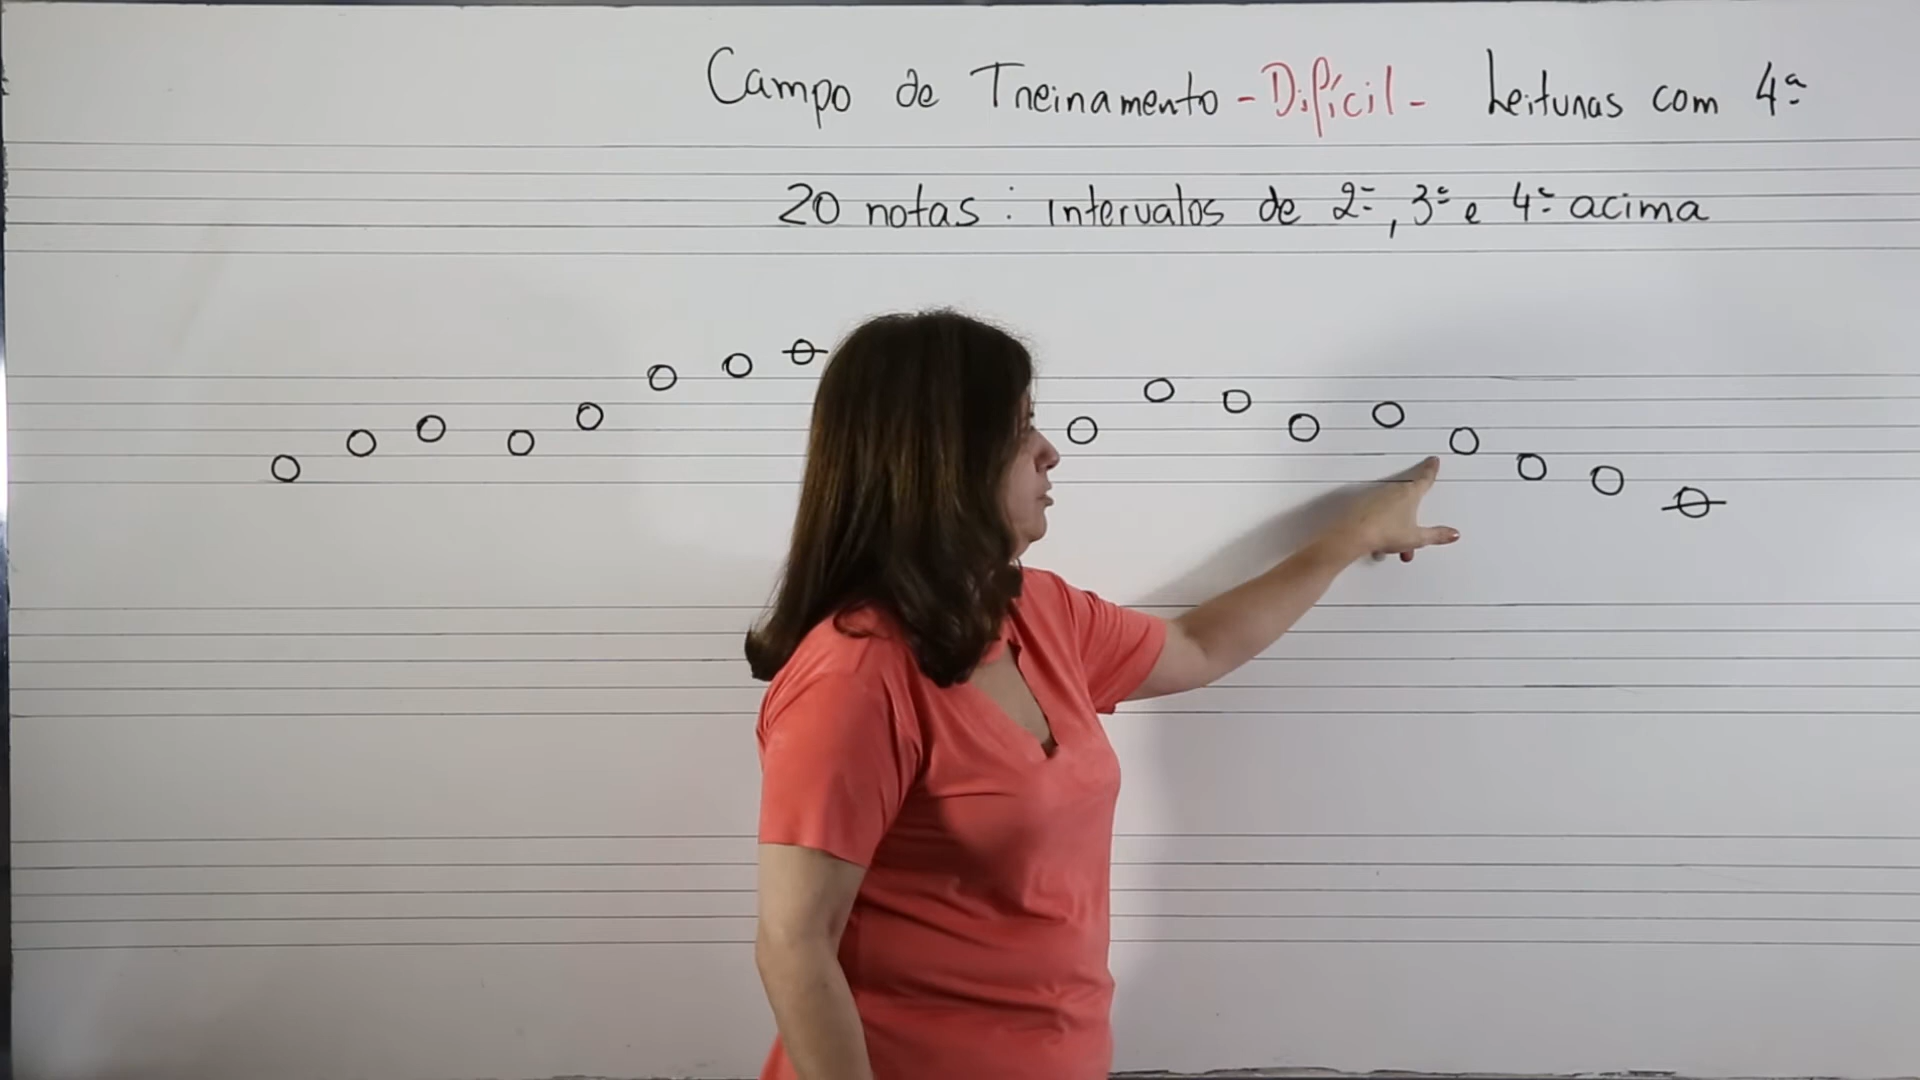 Campo de Treinamento - Difícil - Leituras com 4ª
20 notas : intervalos de 2ª, 3ª e 4ª acima